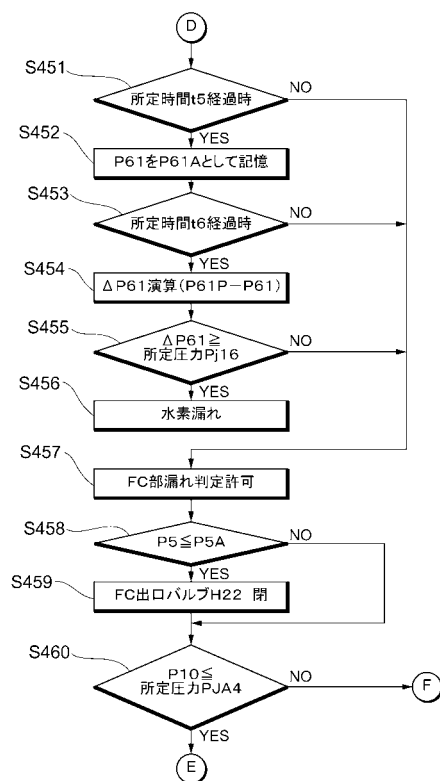 D
S451
所定時間t5経過時
NO
YES
S452
P61をP61Aとして記憶
S453
所定時間t6経過時
NO
YES
S454
ΔP61演算(P61P-P61)
S455
ΔP61≧
所定圧力Pj16
NO
YES
S456
水素漏れ
S457
FC部漏れ判定許可
S458
P5≦P5A
NO
YES
S459
FC出口バルブH22 閉
S460
P10≦
所定圧力PJA4
NO
F
YES
E